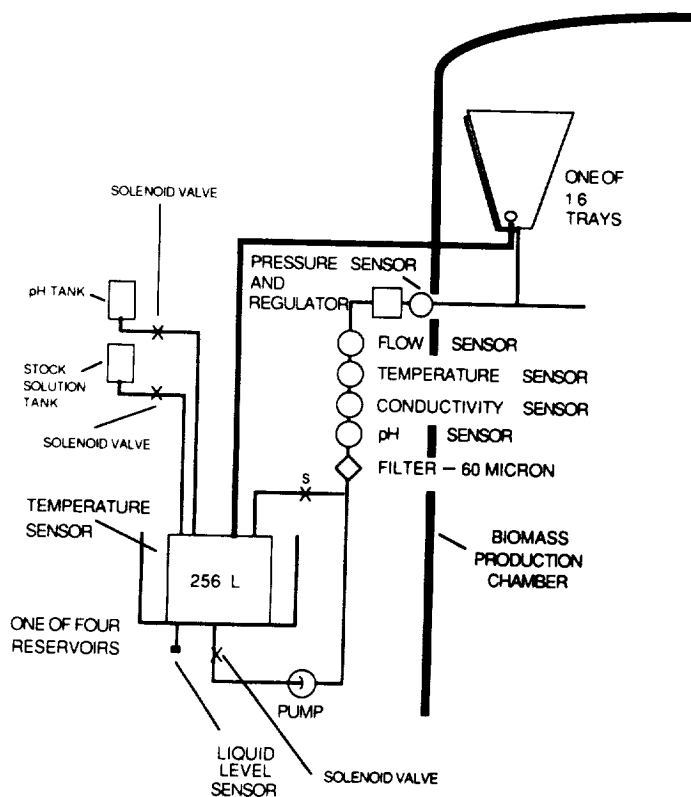 SOLENOID VALVE
ONE OF
16
TRAYS
PRESSURE SENSOR
AND
REGULATOR
pH TANK
FLOW SENSOR
STOCK
SOLUTION
TANK
TEMPERATURE SENSOR
CONDUCTIVITY SENSOR
SOLENOID VALVE
pH SENSOR
FILTER – 60 MICRON
S
TEMPERATURE
SENSOR
BIOMASS
PRODUCTION
CHAMBER
256 L
ONE OF FOUR
RESERVOIRS
PUMP
LIQUID
LEVEL
SENSOR
SOLENOID VALVE